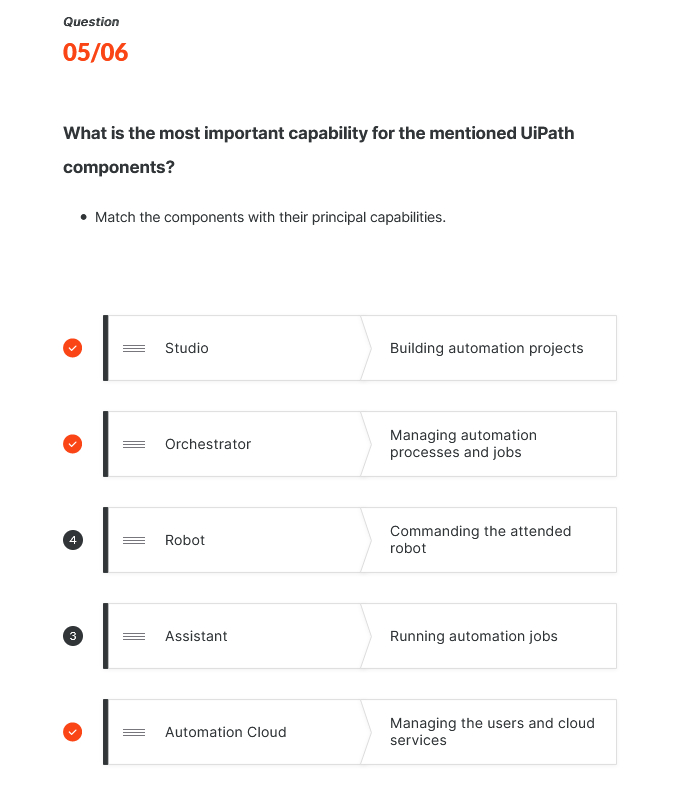 Question
05/06
What is the most important capability for the mentioned UiPath
components?
• Match the components with their principal capabilities.
Studio
Building automation projects
Orchestrator
Managing automation
processes and jobs
4
Robot
Commanding the attended
robot
3
Assistant
Running automation jobs
Automation Cloud
Managing the users and cloud
services